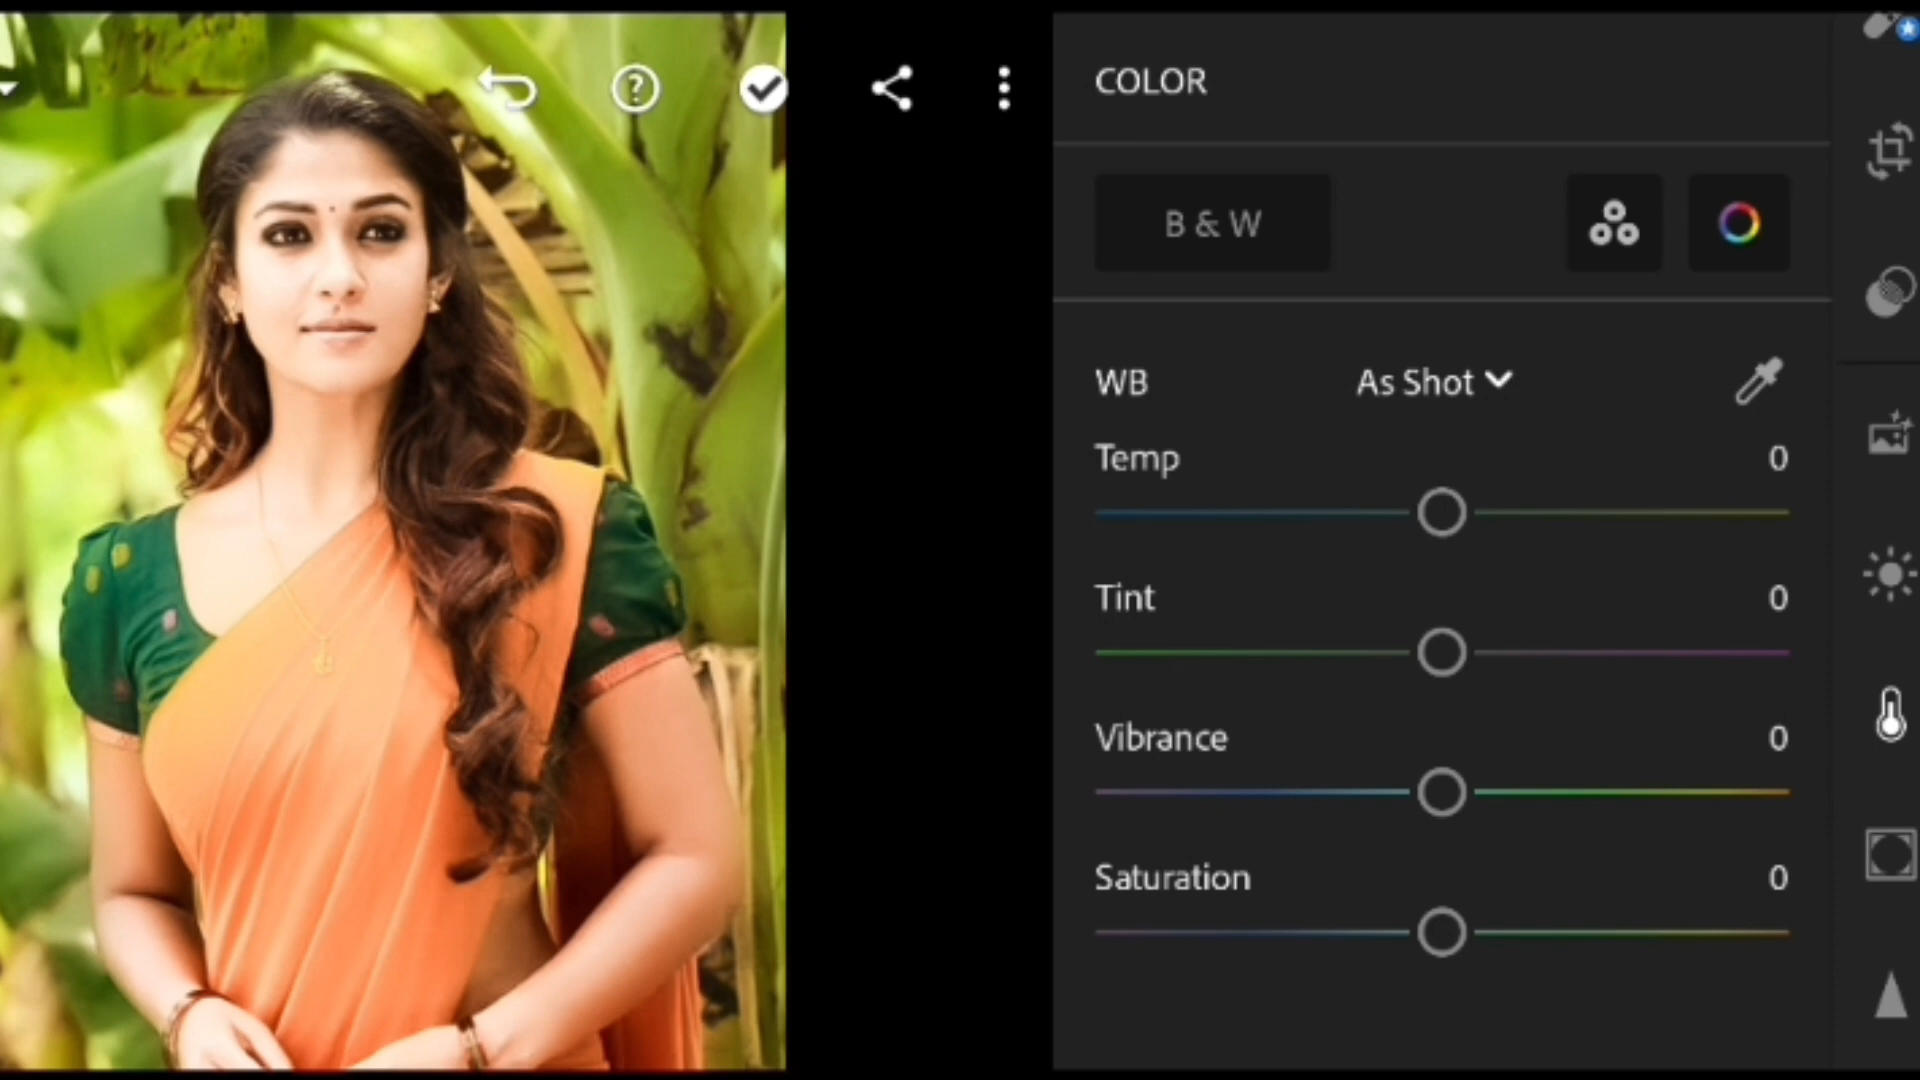 COLOR
B & W
WB As Shot
Temp 0
Tint 0
Vibrance 0
Saturation 0